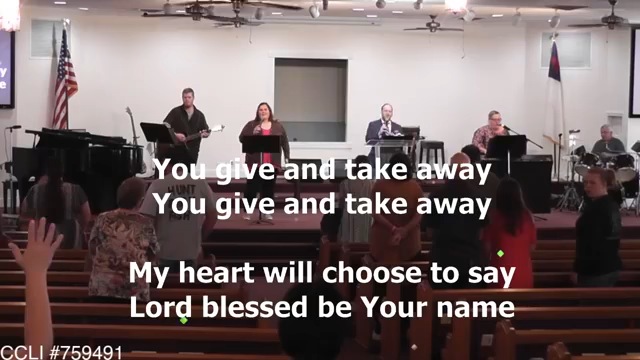 You give and take away
You give and take away
My heart will choose to say
Lord blessed be Your name
CCLI #759491